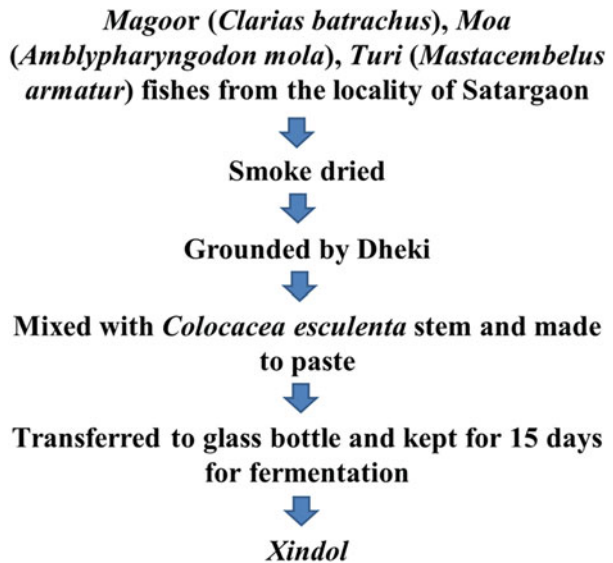 Magoor (Clarias batrachus), Moa
(Amblypharyngodon mola), Turi (Mastacembelus
armatur) fishes from the locality of Satargaon
Smoke dried
Grounded by Dheki
Mixed with Colocacea esculenta stem and made
to paste
Transferred to glass bottle and kept for 15 days
for fermentation
Xindol